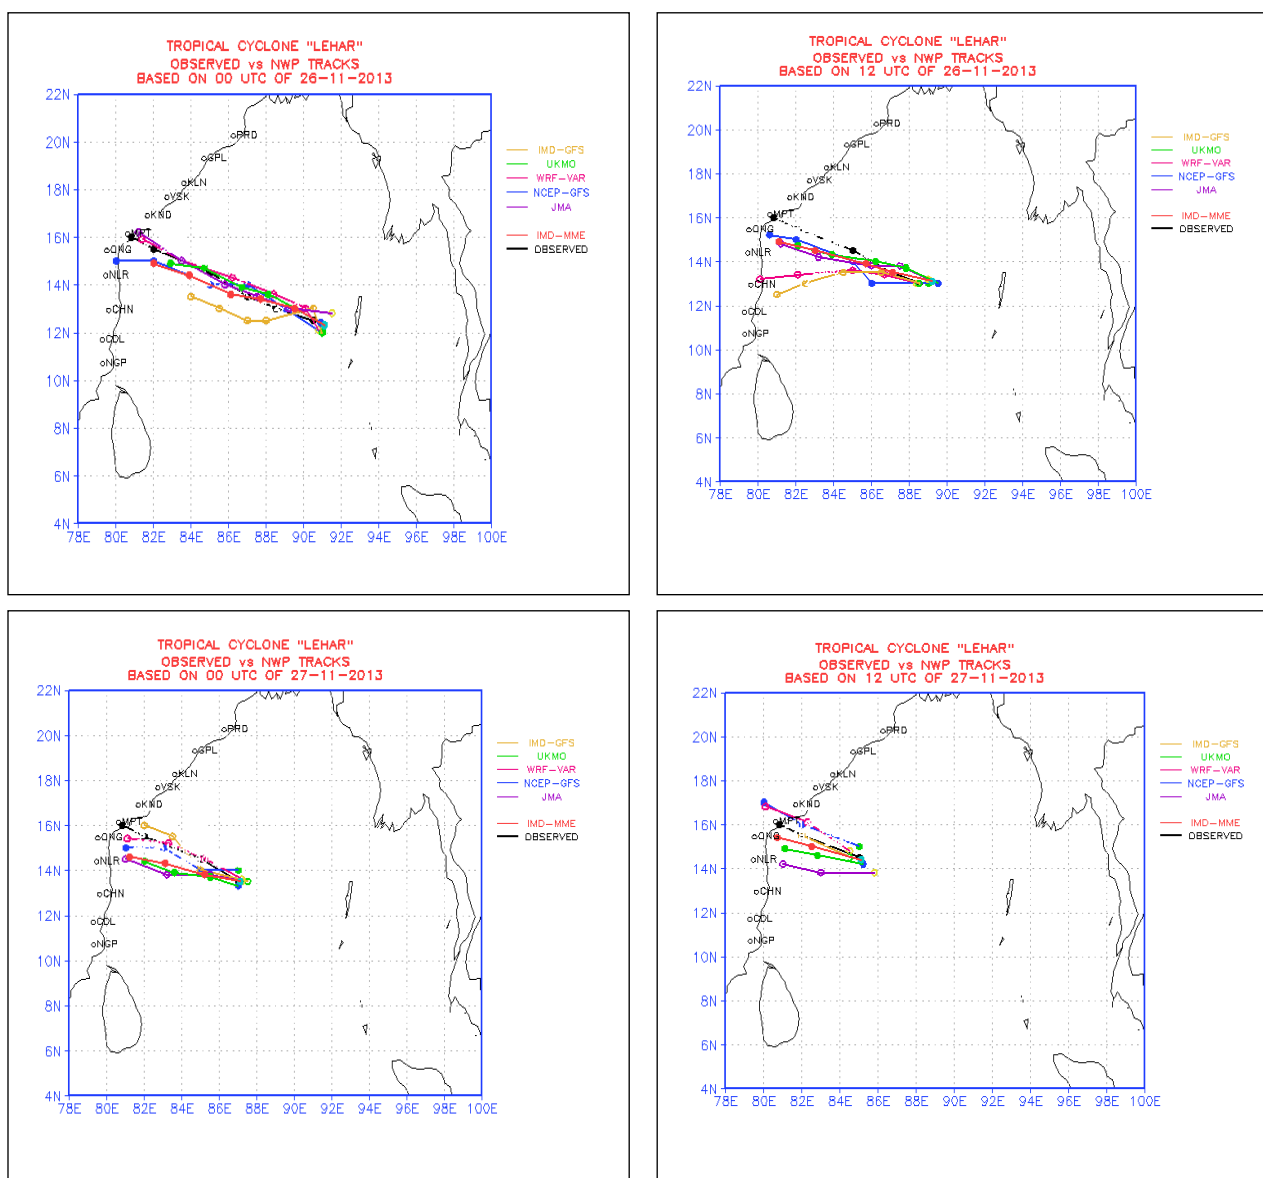 TROPICAL CYCLONE "LEHAR"
OBSERVED vs NWP TRACKS
BASED ON 00 UTC OF 26-11-2013
22N
20N
18N
16N
14N
12N
10N
8N
6N
4N
78E 80E 82E 84E 86E 88E 90E 92E 94E 96E 98E 100E
PRD
GPL
KLN
VSK
KND
MPT
ONG
NLR
CHN
CDL
NGP
IMD-GFS
UKMO
WRF-VAR
NCEP-GFS
JMA
IMD-MME
OBSERVED
TROPICAL CYCLONE "LEHAR"
OBSERVED vs NWP TRACKS
BASED ON 12 UTC OF 26-11-2013
22N
20N
18N
16N
14N
12N
10N
8N
6N
4N
78E 80E 82E 84E 86E 88E 90E 92E 94E 96E 98E 100E
PRD
GPL
KLN
VSK
KND
MPT
ONG
NLR
CHN
CDL
NGP
IMD-GFS
UKMO
WRF-VAR
NCEP-GFS
JMA
IMD-MME
OBSERVED
TROPICAL CYCLONE "LEHAR"
OBSERVED vs NWP TRACKS
BASED ON 00 UTC OF 27-11-2013
22N
20N
18N
16N
14N
12N
10N
8N
6N
4N
78E 80E 82E 84E 86E 88E 90E 92E 94E 96E 98E 100E
PRD
GPL
KLN
VSK
KND
MPT
ONG
NLR
CHN
CDL
NGP
IMD-GFS
UKMO
WRF-VAR
NCEP-GFS
JMA
IMD-MME
OBSERVED
TROPICAL CYCLONE "LEHAR"
OBSERVED vs NWP TRACKS
BASED ON 12 UTC OF 27-11-2013
22N
20N
18N
16N
14N
12N
10N
8N
6N
4N
78E 80E 82E 84E 86E 88E 90E 92E 94E 96E 98E 100E
PRD
GPL
KLN
VSK
KND
MPT
ONG
NLR
CHN
CDL
NGP
IMD-GFS
UKMO
WRF-VAR
NCEP-GFS
JMA
IMD-MME
OBSERVED